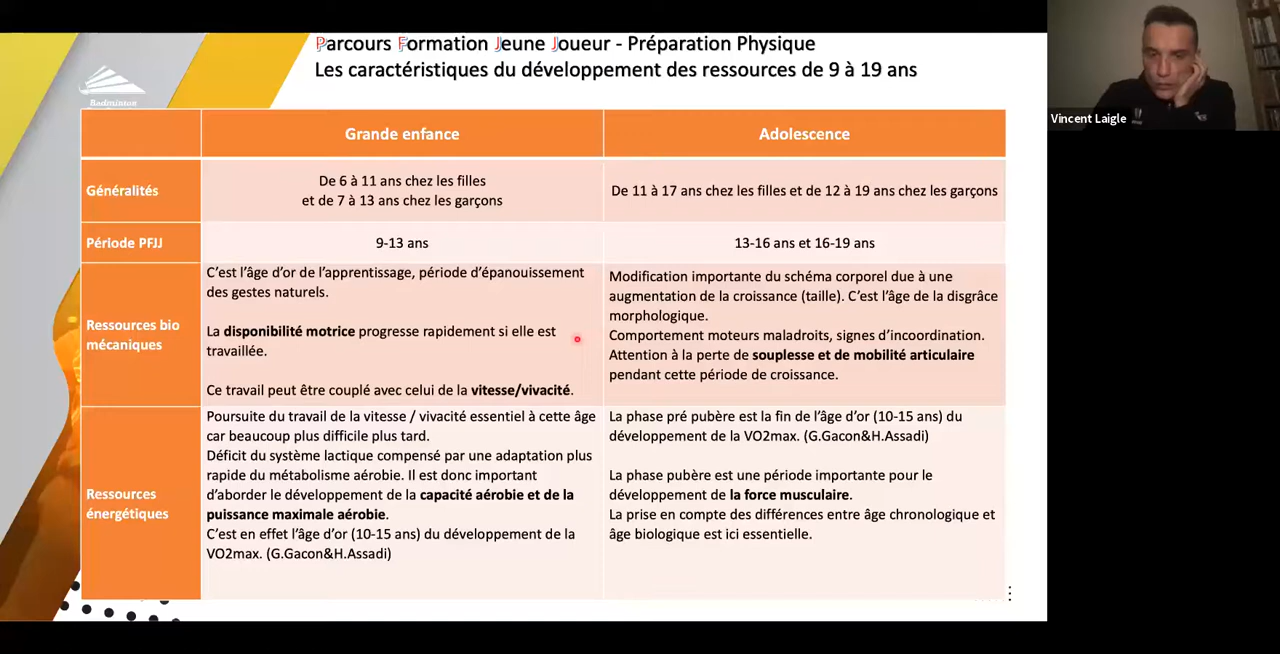 Parcours Formation Jeune Joueur - Préparation Physique
Les caractéristiques du développement des ressources de 9 à 19 ans
Badminton
Vincent Laigle
Grande enfance
Adolescence
Généralités
De 6 à 11 ans chez les filles
et de 7 à 13 ans chez les garçons
De 11 à 17 ans chez les filles et de 12 à 19 ans chez les garçons
Période PFJJ
9-13 ans
13-16 ans et 16-19 ans
Ressources bio
mécaniques
C’est l’âge d’or de l’apprentissage, période d’épanouissement
des gestes naturels.
La disponibilité motrice progresse rapidement si elle est
travaillée.
Ce travail peut être couplé avec celui de la vitesse/vivacité.
Modification importante du schéma corporel due à une
augmentation de la croissance (taille). C’est l’âge de la disgrâce
morphologique.
Comportement moteurs maladroits, signes d’incoordination.
Attention à la perte de souplesse et de mobilité articulaire
pendant cette période de croissance.
Ressources
énergétiques
Poursuite du travail de la vitesse / vivacité essentiel à cette âge
car beaucoup plus difficile plus tard.
Déficit du système lactique compensé par une adaptation plus
rapide du métabolisme aérobie. Il est donc important
d’aborder le développement de la capacité aérobie et de la
puissance maximale aérobie.
C’est en effet l’âge d’or (10-15 ans) du développement de la
VO2max. (G.Gacon&H.Assadi)
La phase pré pubère est la fin de l’âge d’or (10-15 ans) du
développement de la VO2max. (G.Gacon&H.Assadi)
La phase pubère est une période importante pour le
développement de la force musculaire.
La prise en compte des différences entre âge chronologique et
âge biologique est ici essentielle.